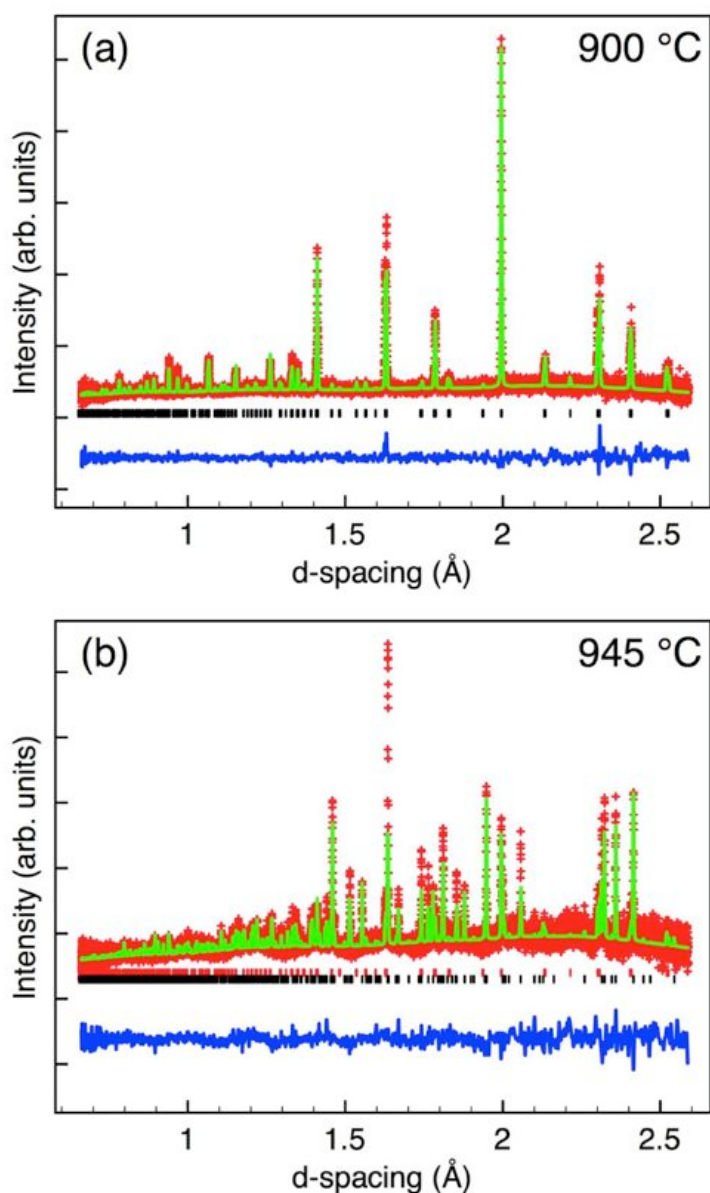 (a)
900 °C
Intensity (arb. units)
1
1.5
2
2.5
d-spacing (Å)
(b)
945 °C
Intensity (arb. units)
1
1.5
2
2.5
d-spacing (Å)